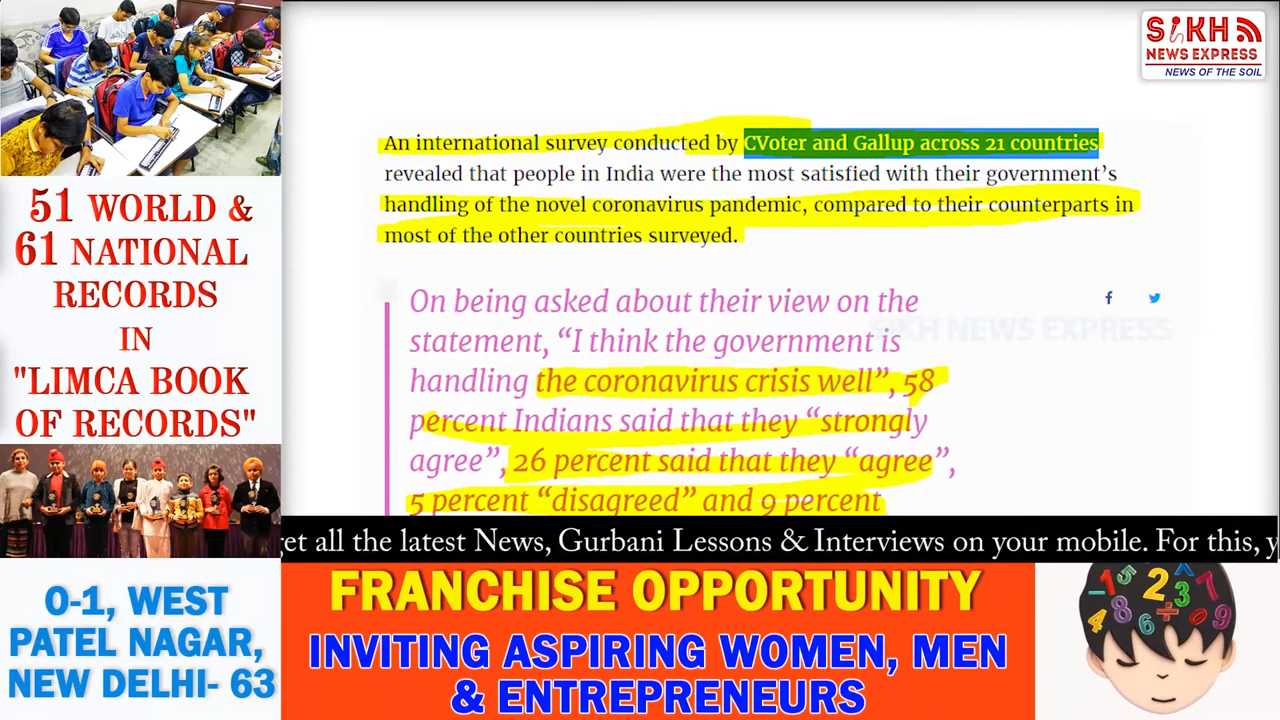 51 WORLD &
61 NATIONAL
RECORDS
IN
"LIMCA BOOK
OF RECORDS"
O-1, WEST
PATEL NAGAR,
NEW DELHI- 63
SIKH
NEWS EXPRESS
NEWS OF THE SOIL
An international survey conducted by CVoter and Gallup across 21 countries
revealed that people in India were the most satisfied with their government’s
handling of the novel coronavirus pandemic, compared to their counterparts in
most of the other countries surveyed.
On being asked about their view on the
statement, “I think the government is
handling the coronavirus crisis well”, 58
percent Indians said that they “strongly
agree”, 26 percent said that they “agree”,
5 percent “disagreed” and 9 percent
SIKH NEWS EXPRESS
get all the latest News, Gurbani Lessons & Interviews on your mobile. For this, y
FRANCHISE OPPORTUNITY
INVITING ASPIRING WOMEN, MEN
& ENTREPRENEURS